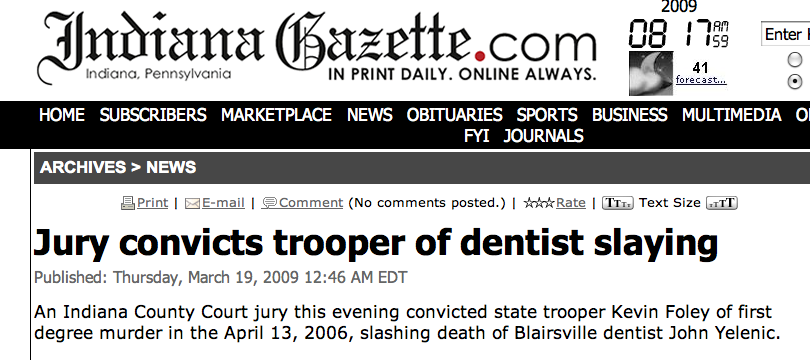 2009
Indiana Gazette.com
08 17 AM 59
Indiana, Pennsylvania
IN PRINT DAILY. ONLINE ALWAYS.
41
forecast...
Enter
HOME SUBSCRIBERS MARKETPLACE NEWS OBITUARIES SPORTS BUSINESS MULTIMEDIA
FYI JOURNALS
ARCHIVES > NEWS
Print | E-mail | Comment (No comments posted.) | Rate | TTTT Text Size TTTT
Jury convicts trooper of dentist slaying
Published: Thursday, March 19, 2009 12:46 AM EDT
An Indiana County Court jury this evening convicted state trooper Kevin Foley of first
degree murder in the April 13, 2006, slashing death of Blairsville dentist John Yelenic.